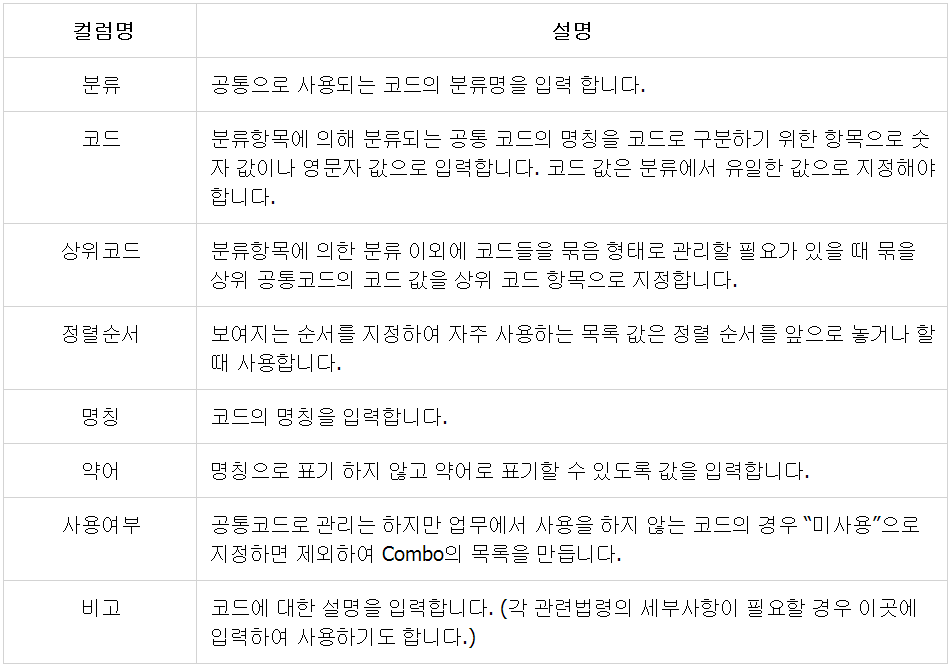 컬럼명 설명
분류 공통으로 사용되는 코드의 분류명을 입력 합니다.
코드 분류항목에 의해 분류되는 공통 코드의 명칭을 코드로 구분하기 위한 항목으로 숫
자 값이나 영문자 값으로 입력합니다. 코드 값은 분류에서 유일한 값으로 지정해야
합니다.
상위코드 분류항목에 의한 분류 이외에 코드들을 묶음 형태로 관리할 필요가 있을 때 묶을
상위 공통코드의 코드 값을 상위 코드 항목으로 지정합니다.
정렬순서 보여지는 순서를 지정하여 자주 사용하는 목록 값은 정렬 순서를 앞으로 놓거나 할
때 사용합니다.
명칭 코드의 명칭을 입력합니다.
약어 명칭으로 표기 하지 않고 약어로 표기할 수 있도록 값을 입력합니다.
사용여부 공통코드로 관리는 하지만 업무에서 사용을 하지 않는 코드의 경우 “미사용”으로
지정하면 제외하여 Combo의 목록을 만듭니다.
비고 코드에 대한 설명을 입력합니다. (각 관련법령의 세부사항이 필요할 경우 이곳에
입력하여 사용하기도 합니다.)